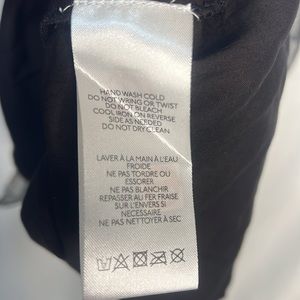 HAND WASH COLD
DO NOT WRING OR TWIST
DO NOT BLEACH
COOL IRON ON REVERSE
SIDE AS NEEDED
DO NOT DRY CLEAN
LAVER À LA MAIN À L'EAU
FROIDE
NE PAS TORDRE OU
ESSORER
NE PAS BLANCHIR
REPASSER AU FER FRAISE
SUR L'ENVERS SI
NÉCESSAIRE
NE PAS NETTOYER À SEC